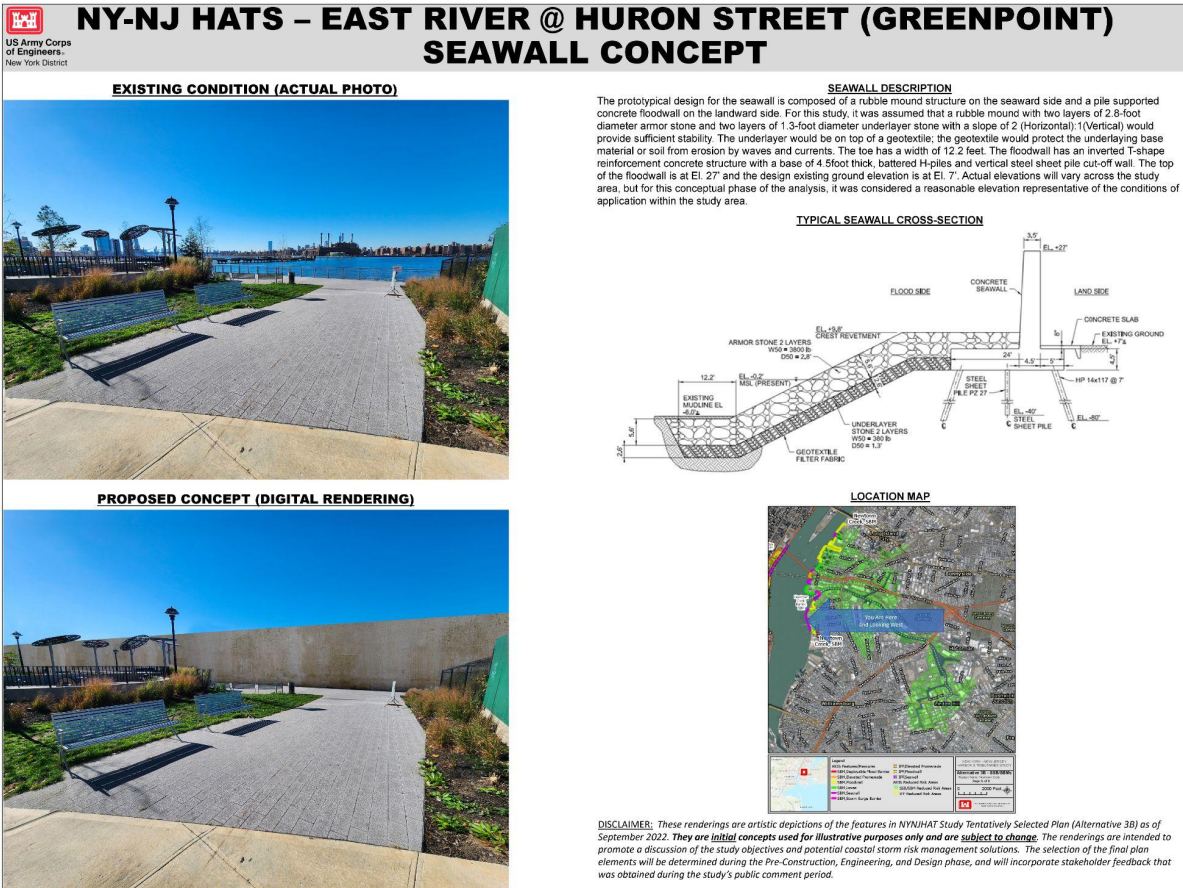 NY-NJ HATS – EAST RIVER @ HURON STREET (GREENPOINT)
SEAWALL CONCEPT
US Army Corps
of Engineers®
New York District
EXISTING CONDITION (ACTUAL PHOTO)
PROPOSED CONCEPT (DIGITAL RENDERING)
SEAWALL DESCRIPTION
The prototypical design for the seawall is composed of a rubble mound structure on the seaward side and a pile supported
concrete floodwall on the landward side. For this study, it was assumed that a rubble mound with two layers of 2.8-foot
diameter armor stone and two layers of 1.3-foot diameter underlayer stone with a slope of 2 (Horizontal):1(Vertical) would
provide sufficient stability. The underlayer would be on top of a geotextile; the geotextile would protect the underlying base
material or soil from erosion by waves and currents. The toe has a width of 12.2 feet. The floodwall has an inverted T-shape
reinforcement concrete structure with a base of 4.5foot thick, battered H-piles and vertical steel sheet pile cut-off wall. The top
of the floodwall is at El. 27' and the design existing ground elevation is at El. 7'. Actual elevations will vary across the study
area, but for this conceptual phase of the analysis, it was considered a reasonable elevation representative of the conditions of
application within the study area.
TYPICAL SEAWALL CROSS-SECTION
3.5'
EL. +27'
CONCRETE
SEAWALL
FLOOD SIDE
LAND SIDE
CONCRETE SLAB
EXISTING GROUND
EL. +7'±
EL. +9.8'
CREST REVETMENT
ARMOR STONE 2 LAYERS
W50 = 3800 lb
D50 = 2.8'
8"
24'
4.5'
5'
4.5'
12.2'
EL. -0.2'
MSL (PRESENT)
STEEL
SHEET
PILE PZ 27
HP 14x117 @ 7'
EXISTING
MUDLINE EL
-6.0'±
EL. -40'
STEEL
SHEET PILE
EL. -80'
5.6'
2.6'
UNDERLAYER
STONE 2 LAYERS
W50 = 380 lb
D50 = 1.3'
GEOTEXTILE
FILTER FABRIC
LOCATION MAP
Newtown
Creek, SBM
You Are Here
And Looking West
Legend
2000 Feet
DISCLAIMER: These renderings are artistic depictions of the features in NYNJHAT Study Tentatively Selected Plan (Alternative 3B) as of
September 2022. They are initial concepts used for illustrative purposes only and are subject to change. The renderings are intended to
promote a discussion of the study objectives and potential coastal storm risk management solutions. The selection of the final plan
elements will be determined during the Pre-Construction, Engineering, and Design phase, and will incorporate stakeholder feedback that
was obtained during the study's public comment period.